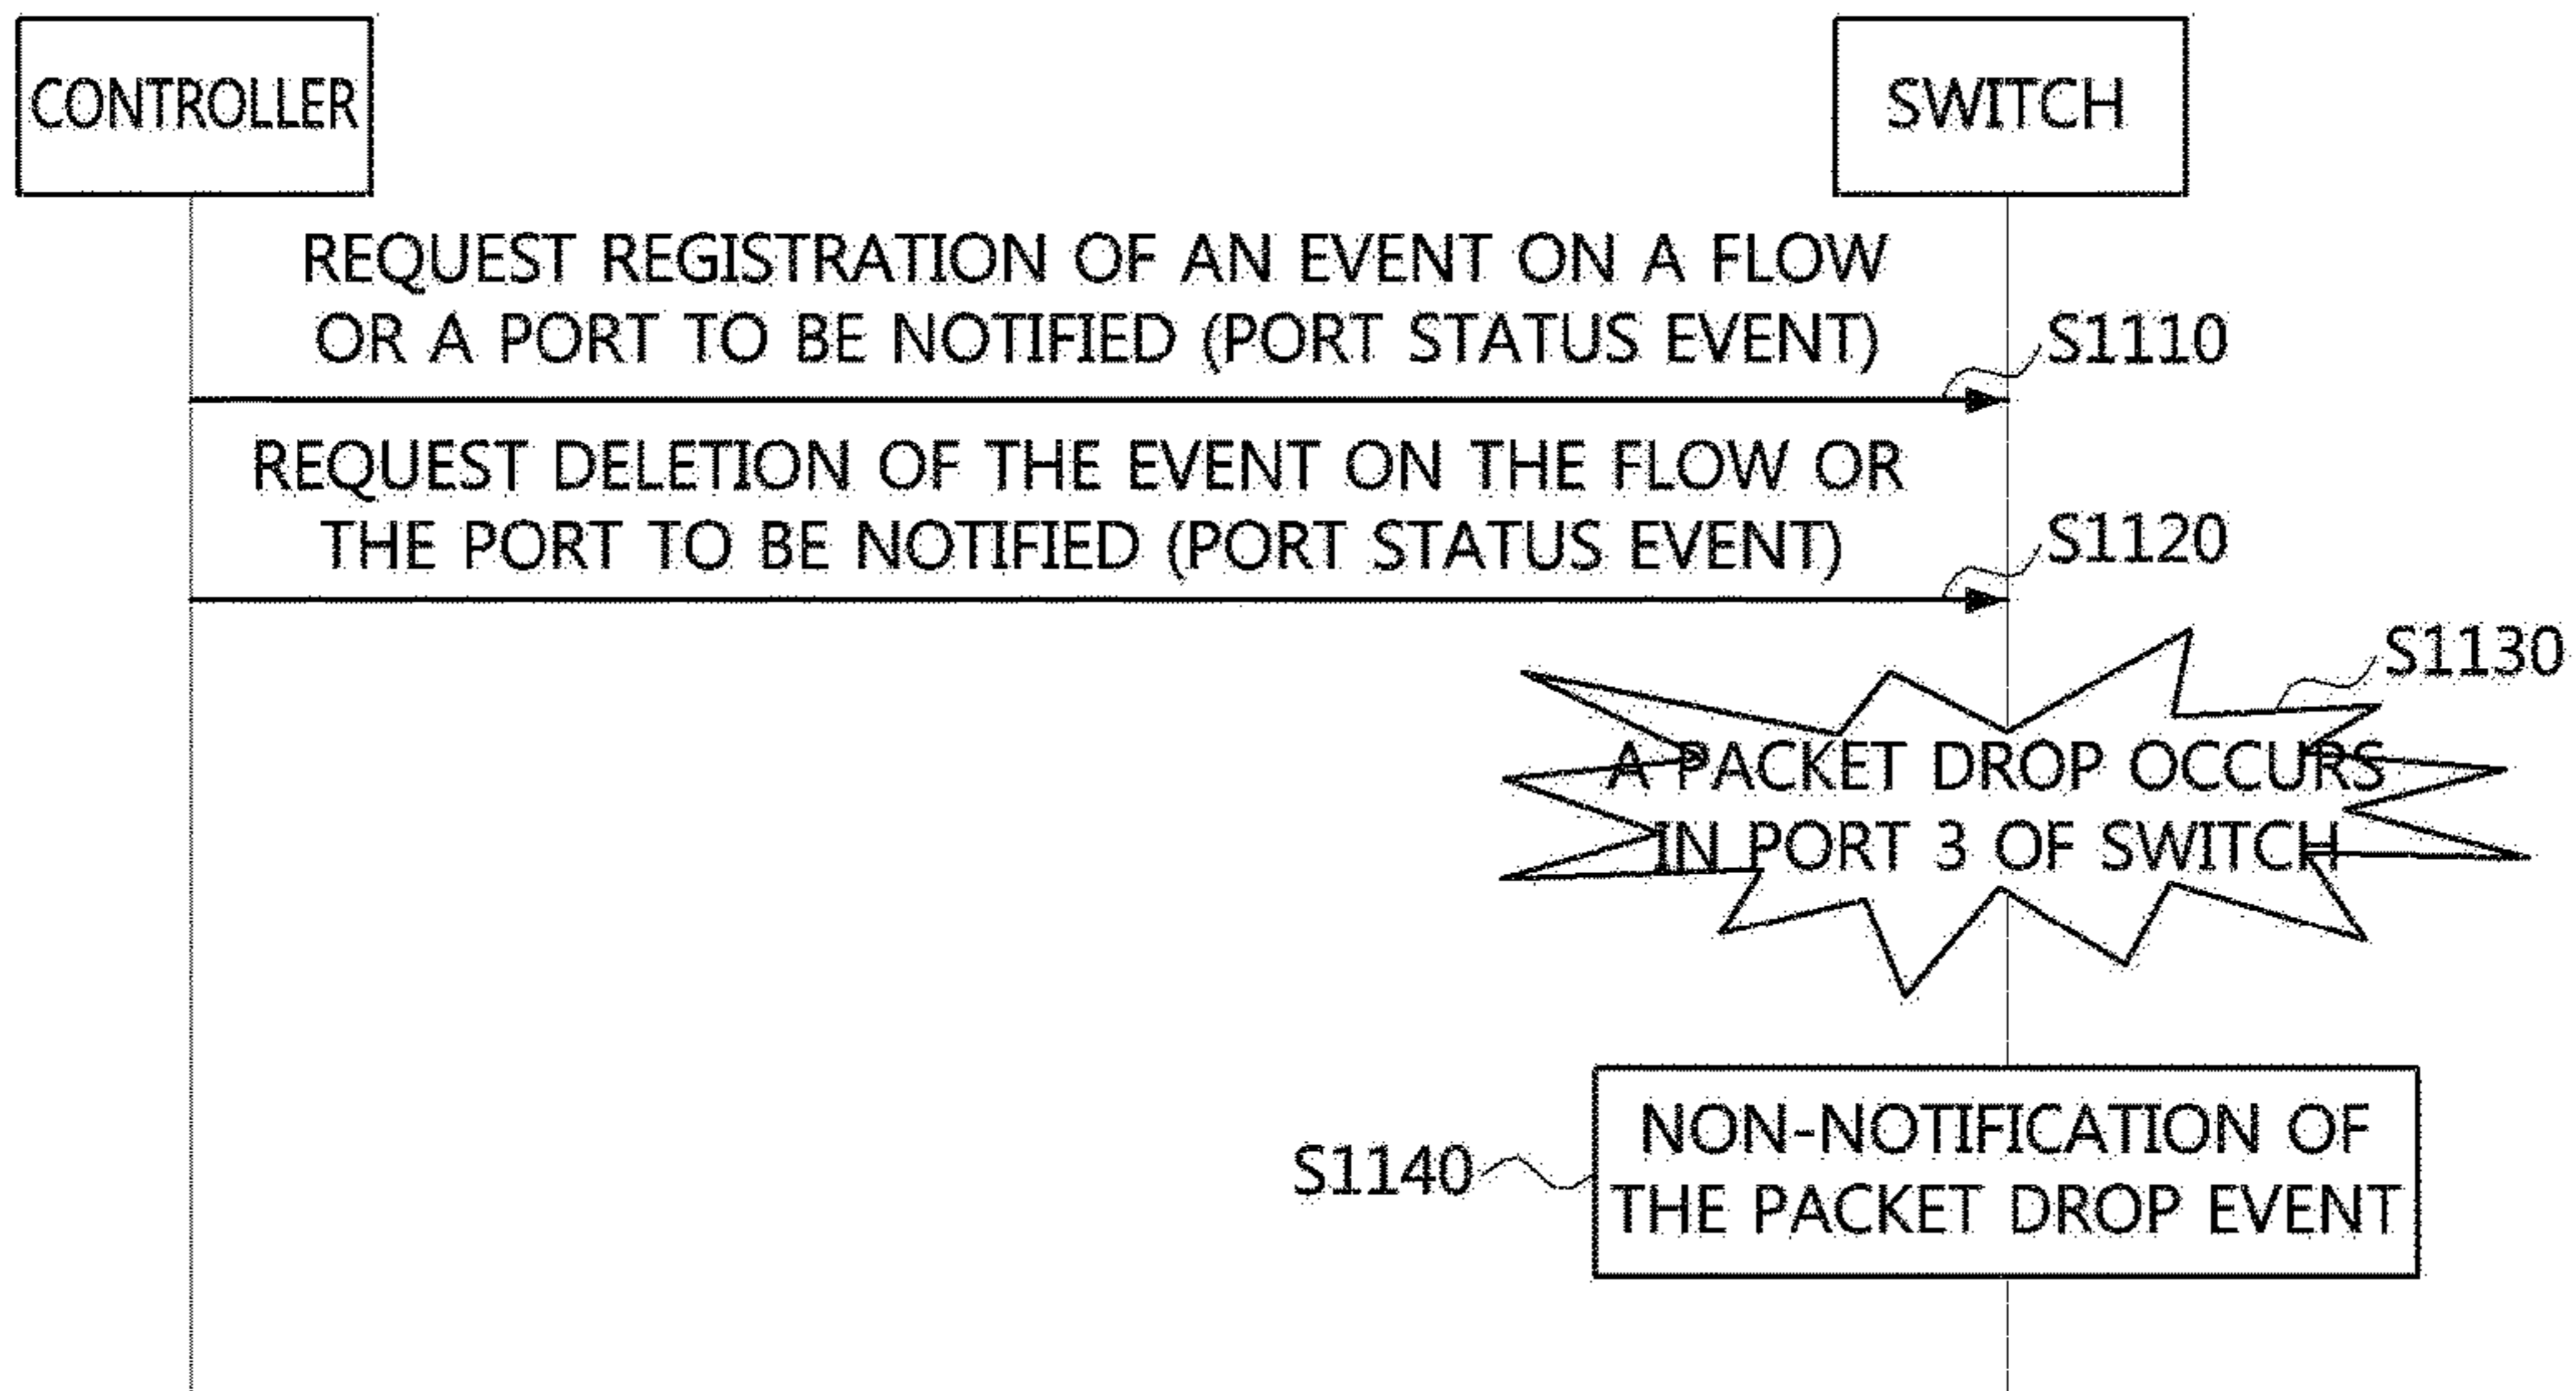 CONTROLLER
SWITCH
REQUEST REGISTRATION OF AN EVENT ON A FLOW
OR A PORT TO BE NOTIFIED (PORT STATUS EVENT)
S1110
REQUEST DELETION OF THE EVENT ON THE FLOW OR
THE PORT TO BE NOTIFIED (PORT STATUS EVENT)
S1120
S1130
A PACKET DROP OCCURS
IN PORT 3 OF SWITCH
NON-NOTIFICATION OF
THE PACKET DROP EVENT
S1140